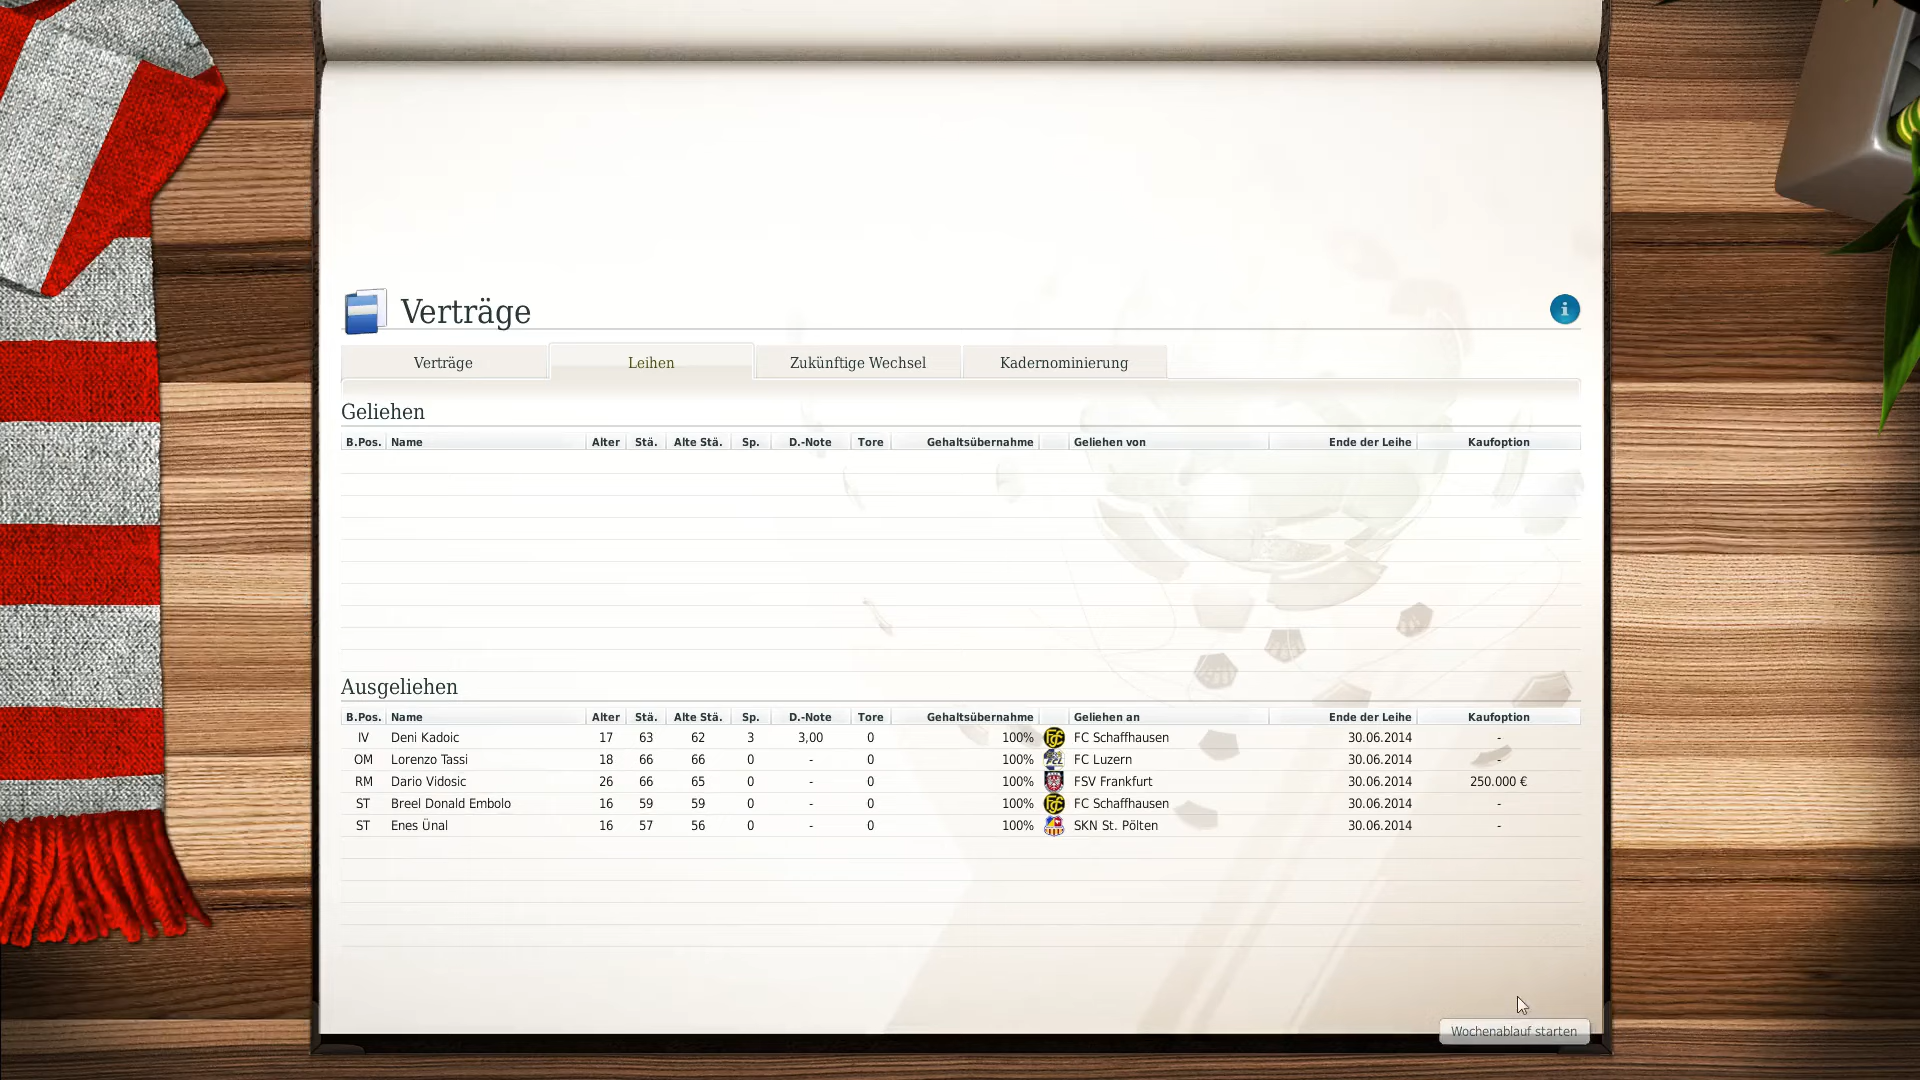 Verträge
Verträge Leihen Zukünftige Wechsel Kadernominierung
Geliehen
B.Pos. Name Alter Stä. Alte Stä. Sp. D.-Note Tore Gehaltsübernahme Geliehen von Ende der Leihe Kaufoption
Ausgeliehen
B.Pos. Name Alter Stä. Alte Stä. Sp. D.-Note Tore Gehaltsübernahme Geliehen an Ende der Leihe Kaufoption
IV Deni Kadoic 17 63 62 3 3,00 0 100% FC Schaffhausen 30.06.2014 -
OM Lorenzo Tassi 18 66 66 0 - 0 100% FC Luzern 30.06.2014 -
RM Dario Vidosic 26 66 65 0 - 0 100% FSV Frankfurt 30.06.2014 250.000 €
ST Breel Donald Embolo 16 59 59 0 - 0 100% FC Schaffhausen 30.06.2014 -
ST Enes Ünal 16 57 56 0 - 0 100% SKN St. Pölten 30.06.2014 -
Wochenablauf starten